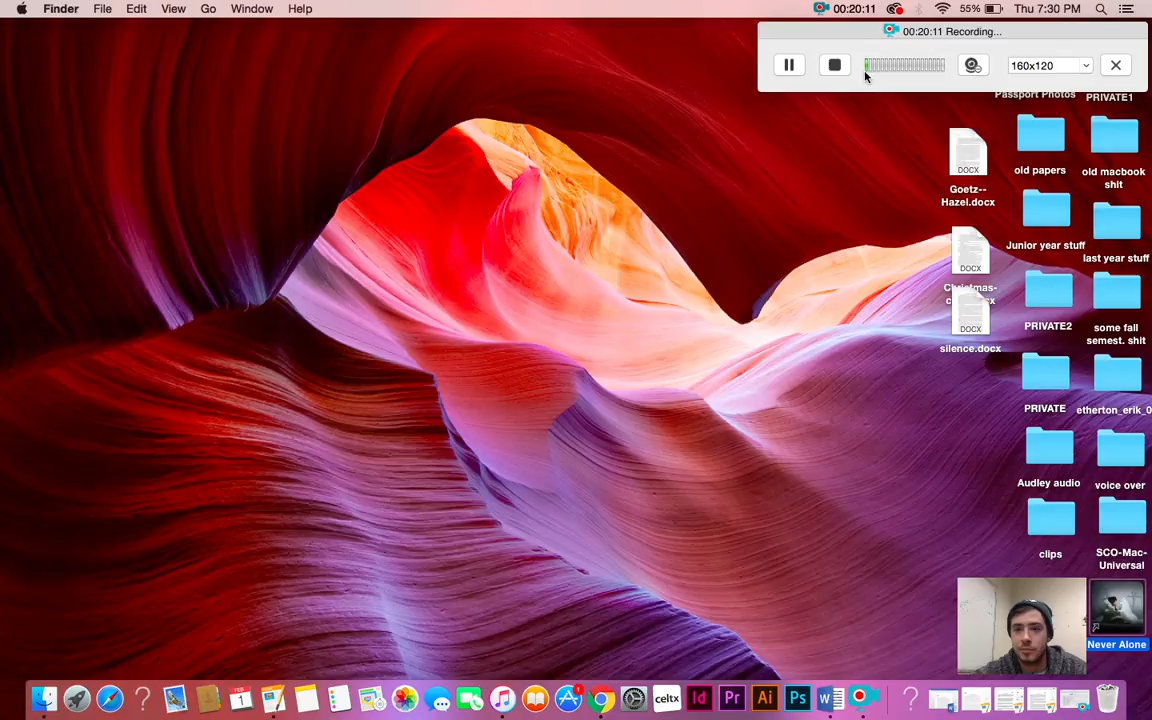 Finder File Edit View Go Window Help 00:20:11 55% Thu 7:30 PM
00:20:11 Recording...
160x120
Passport Photos
PRIVATE1
DOCX
Goetz--
Hazel.docx
old papers
old macbook
shit
Junior year stuff
last year stuff
DOCX
Christmas-
DOCX
silence.docx
PRIVATE2
some fall
semest. shit
PRIVATE
etherton_erik_0
Audley audio
voice over
clips
SCO-Mac-
Universal
Never Alone
1
celtx
Id
Pr
Ai
Ps
1